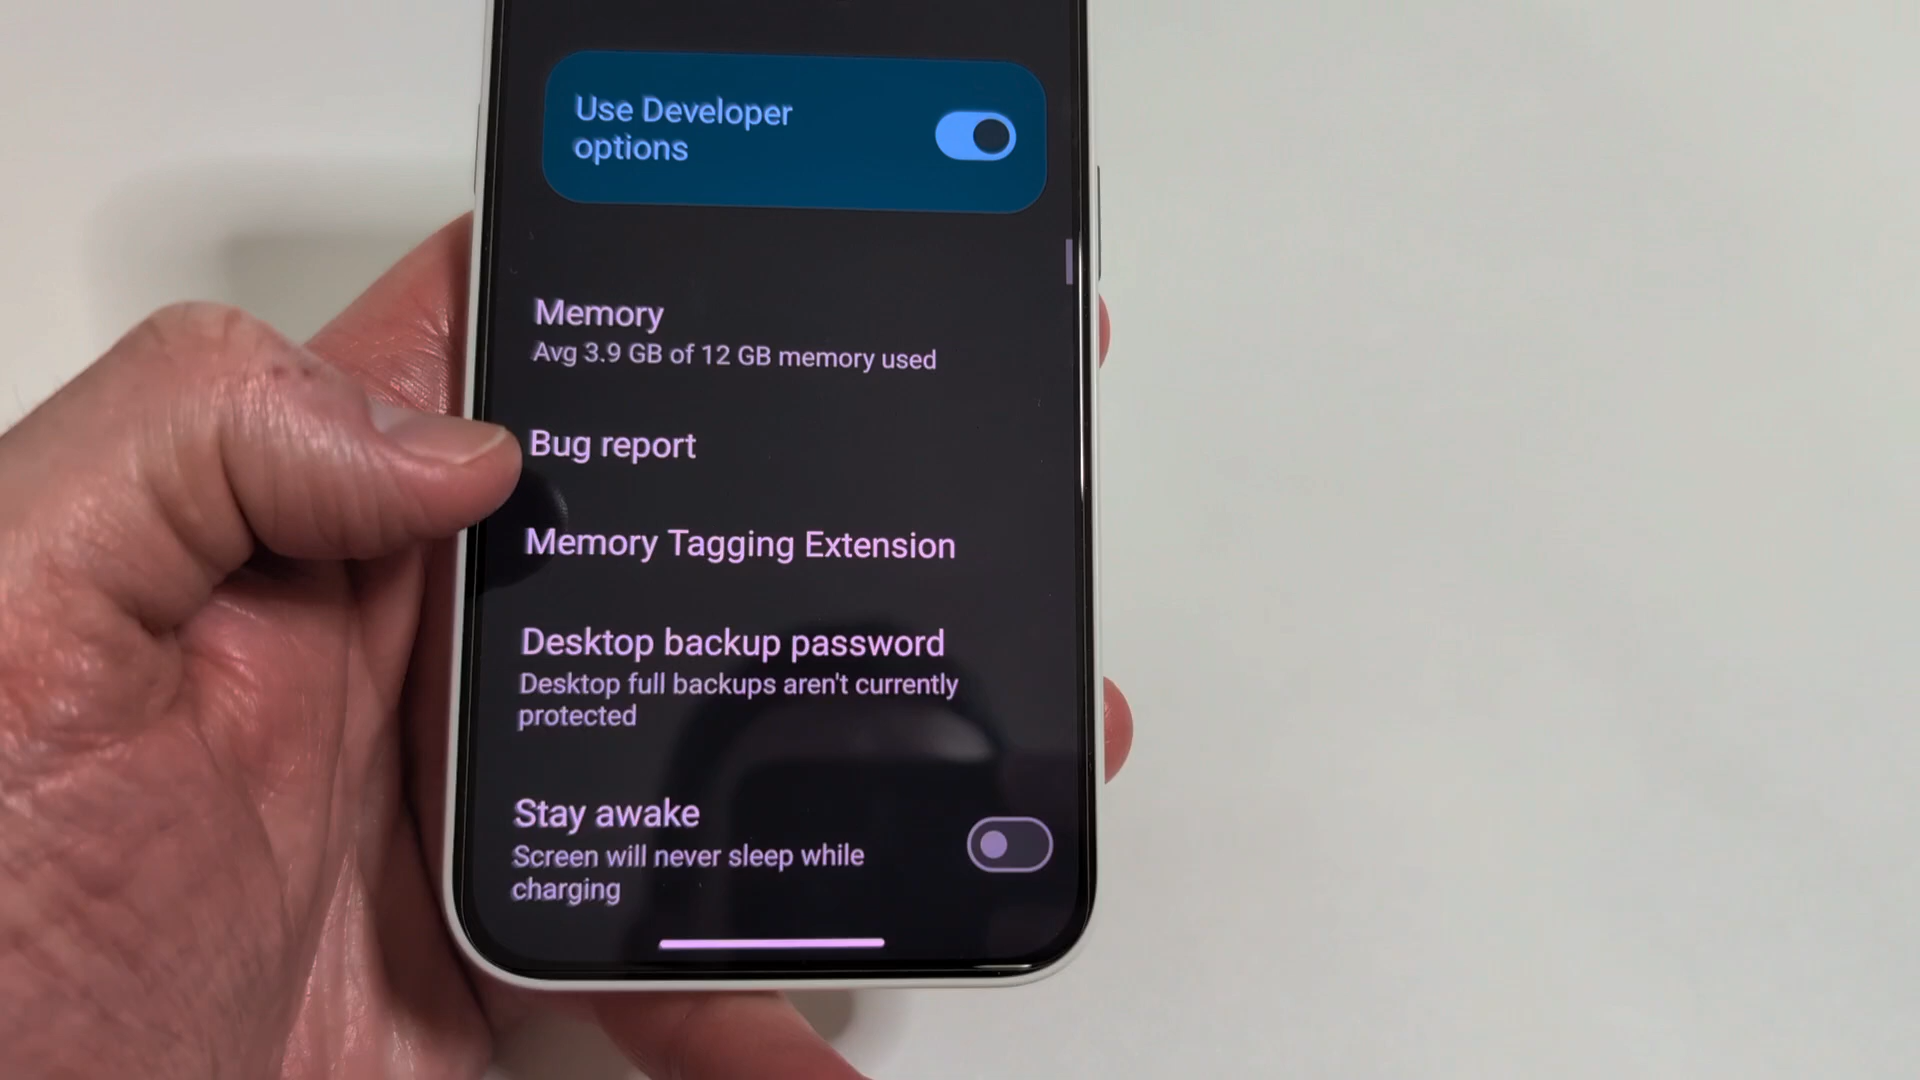 Use Developer
options
Memory
Avg 3.9 GB of 12 GB memory used
Bug report
Memory Tagging Extension
Desktop backup password
Desktop full backups aren't currently
protected
Stay awake
Screen will never sleep while
charging